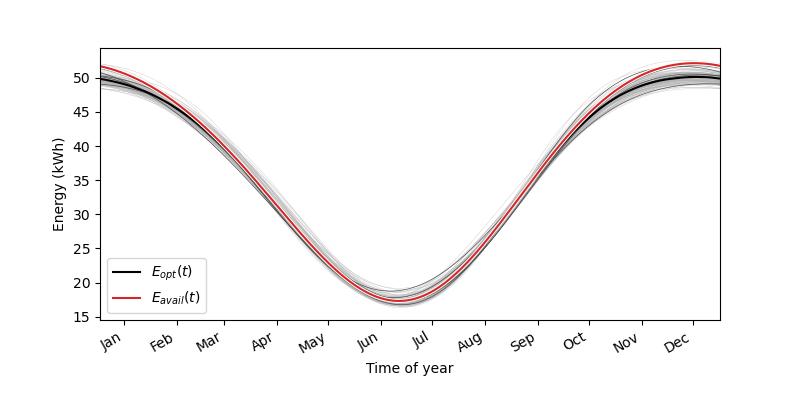 Energy (kWh)
50
45
40
35
30
25
20
15
E_opt(t)
E_avail(t)
Jan Feb Mar Apr May Jun Jul Aug Sep Oct Nov Dec
Time of year